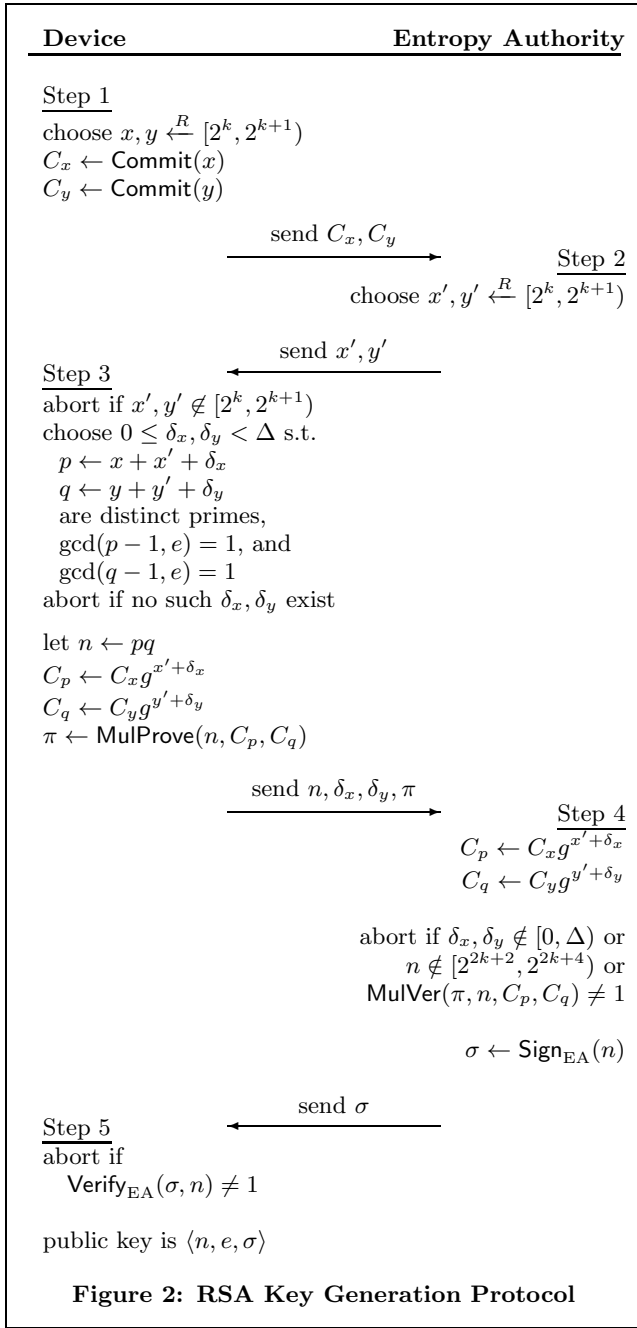 Device Entropy Authority
Step 1
choose x, y ←R [2^k, 2^{k+1})
C_x ← Commit(x)
C_y ← Commit(y)
send C_x, C_y
Step 2
choose x′, y′ ←R [2^k, 2^{k+1})
send x′, y′
Step 3
abort if x′, y′ ∉ [2^k, 2^{k+1})
choose 0 ≤ δ_x, δ_y < Δ s.t.
p ← x + x′ + δ_x
q ← y + y′ + δ_y
are distinct primes,
gcd(p − 1, e) = 1, and
gcd(q − 1, e) = 1
abort if no such δ_x, δ_y exist
let n ← pq
C_p ← C_x g^{x′+δ_x}
C_q ← C_y g^{y′+δ_y}
π ← MulProve(n, C_p, C_q)
send n, δ_x, δ_y, π
Step 4
C_p ← C_x g^{x′+δ_x}
C_q ← C_y g^{y′+δ_y}
abort if δ_x, δ_y ∉ [0, Δ) or
n ∉ [2^{2k+2}, 2^{2k+4}) or
MulVer(π, n, C_p, C_q) ≠ 1
σ ← Sign_EA(n)
send σ
Step 5
abort if
Verify_EA(σ, n) ≠ 1
public key is ⟨n, e, σ⟩
Figure 2: RSA Key Generation Protocol